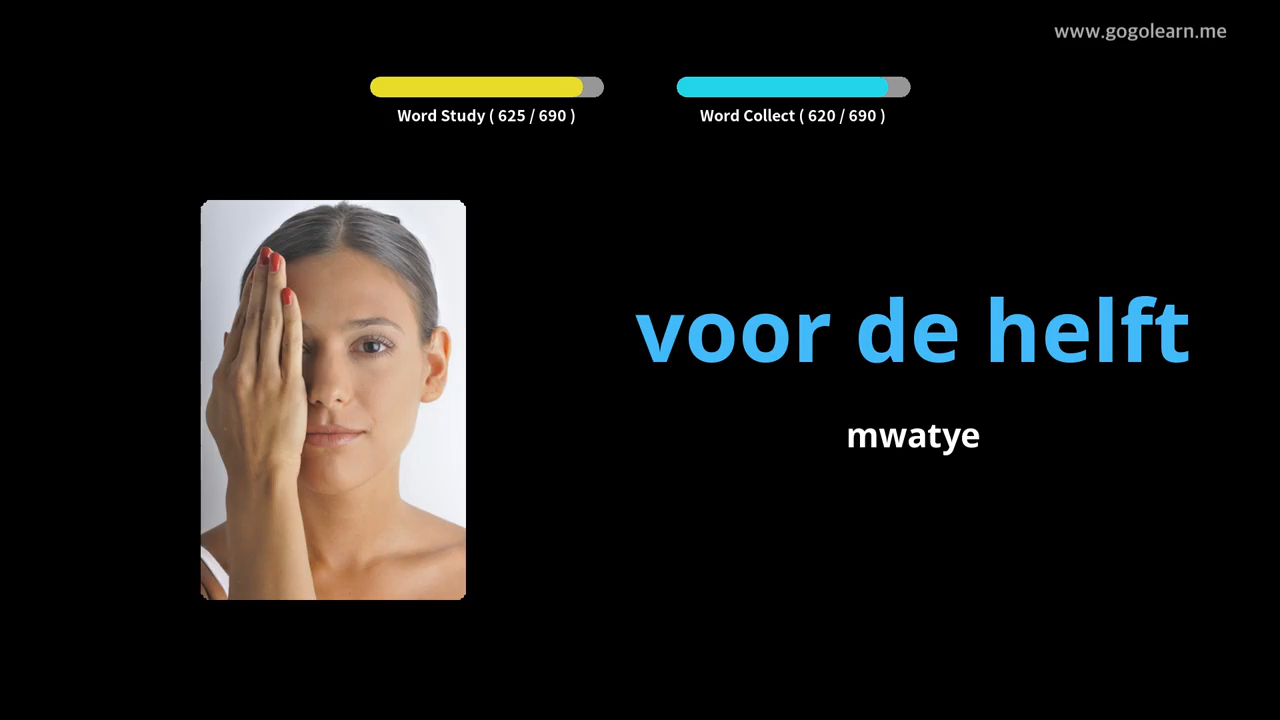 www.gogolearn.me
Word Study ( 625 / 690 )
Word Collect ( 620 / 690 )
voor de helft
mwatye